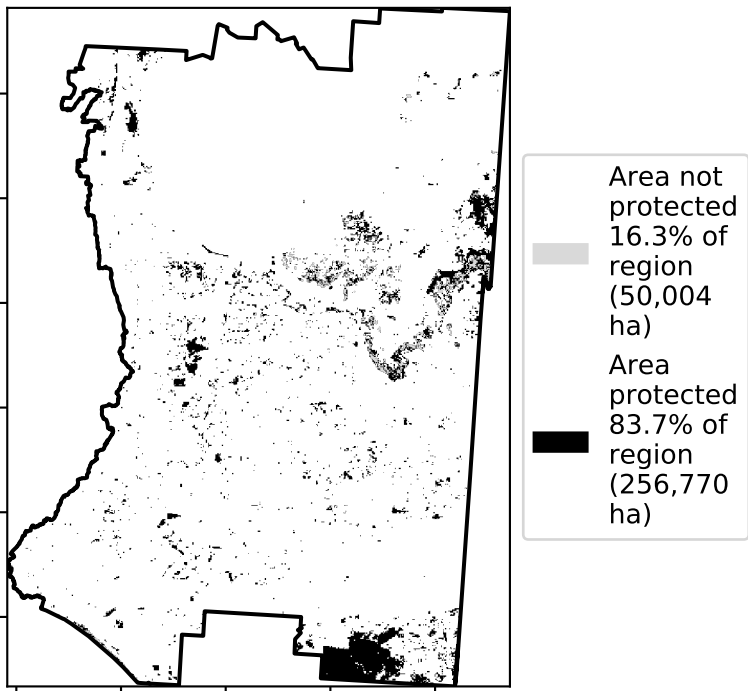 Area not
protected
16.3% of
region
(50,004
ha)
Area
protected
83.7% of
region
(256,770
ha)